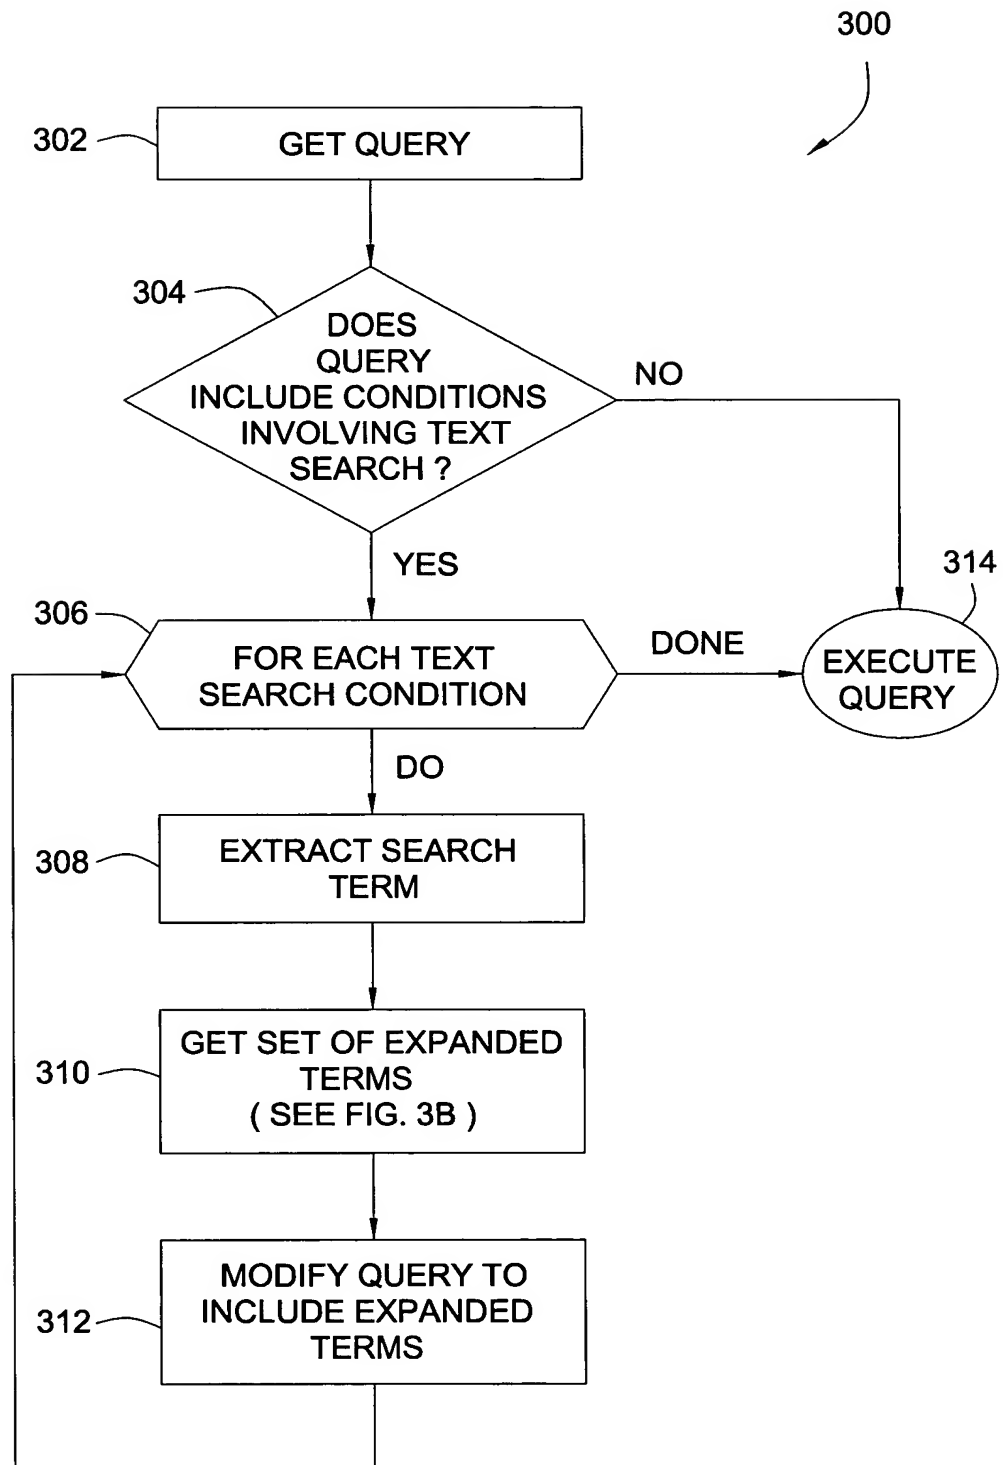 300
302
GET QUERY
304
DOES
QUERY
INCLUDE CONDITIONS
INVOLVING TEXT
SEARCH ?
NO
YES
314
306
FOR EACH TEXT
SEARCH CONDITION
DONE
EXECUTE
QUERY
DO
308
EXTRACT SEARCH
TERM
310
GET SET OF EXPANDED
TERMS
( SEE FIG. 3B )
312
MODIFY QUERY TO
INCLUDE EXPANDED
TERMS